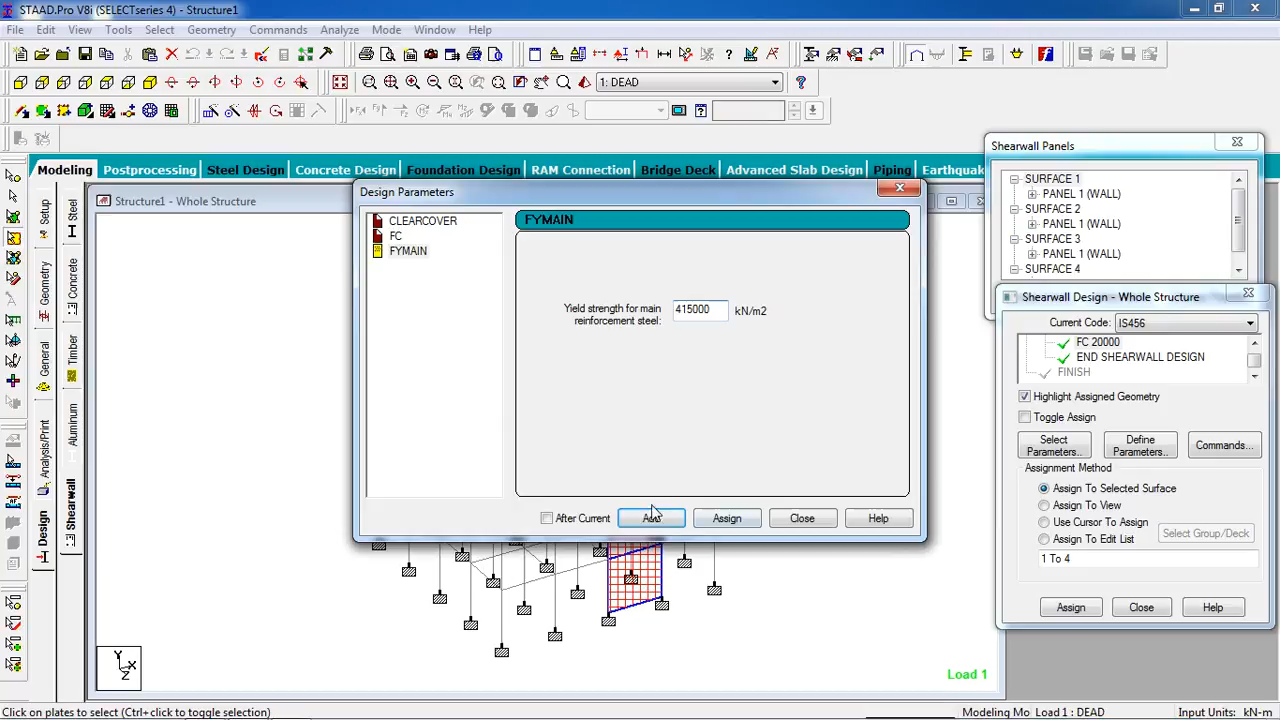 STAAD.Pro V8i (SELECTseries 4) - Structure1
File Edit View Tools Select Geometry Commands Analyze Mode Window Help
1: DEAD
Modeling Postprocessing Steel Design Concrete Design Foundation Design RAM Connection Bridge Deck Advanced Slab Design Piping Earthquake
Structure1 - Whole Structure
Setup
Geometry
General
Analysis/Print
Design
Steel
Concrete
Timber
Aluminum
Shearwall
Design Parameters
CLEARCOVER
FC
FYMAIN
FYMAIN
Yield strength for main
reinforcement steel:
415000
kN/m2
After Current
Assign
Close
Help
Shearwall Panels
SURFACE 1
PANEL 1 (WALL)
SURFACE 2
PANEL 1 (WALL)
SURFACE 3
PANEL 1 (WALL)
SURFACE 4
Shearwall Design - Whole Structure
Current Code: IS456
FC 20000
END SHEARWALL DESIGN
FINISH
Highlight Assigned Geometry
Toggle Assign
Select Parameters..
Define Parameters..
Commands...
Assignment Method
Assign To Selected Surface
Assign To View
Use Cursor To Assign
Select Group/Deck
Assign To Edit List
1 To 4
Assign Close Help
Y
X
Z
Load 1
Click on plates to select (Ctrl+click to toggle selection)
Modeling Mo Load 1 : DEAD
Input Units: kN-m